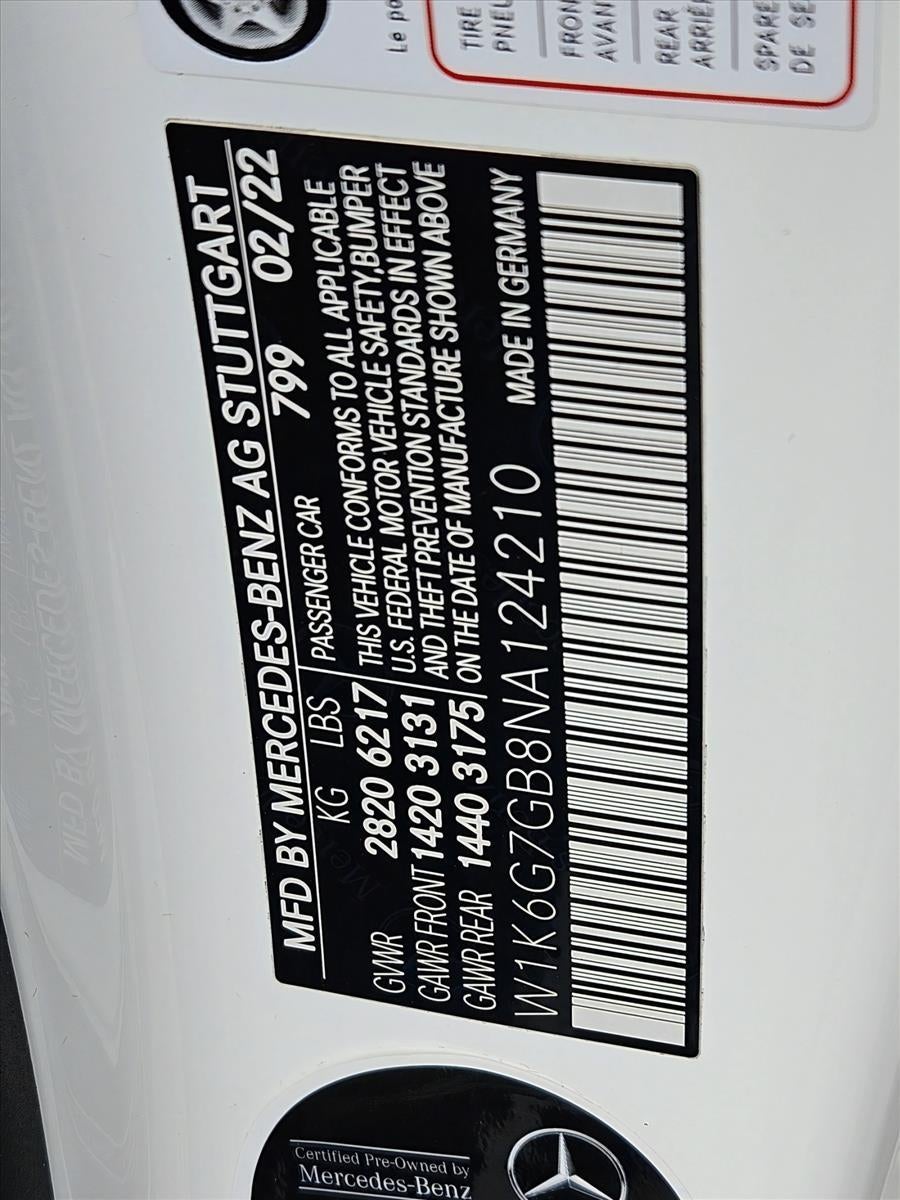 Le
TIRE
FRONT
AVANT
REAR
SPARE
DE
MFD BY MERCEDES-BENZ AG STUTTGART
799 02/22
KG LBS PASSENGER CAR
GVWR 2820 6217
GAWR FRONT 1420 3131
GAWR REAR 1440 3175
THIS VEHICLE CONFORMS TO ALL APPLICABLE
U.S. FEDERAL MOTOR VEHICLE SAFETY, BUMPER
AND THEFT PREVENTION STANDARDS IN EFFECT
ON THE DATE OF MANUFACTURE SHOWN ABOVE
W1K6G7GB8NA124210 MADE IN GERMANY
Certified Pre-Owned by
Mercedes-Benz